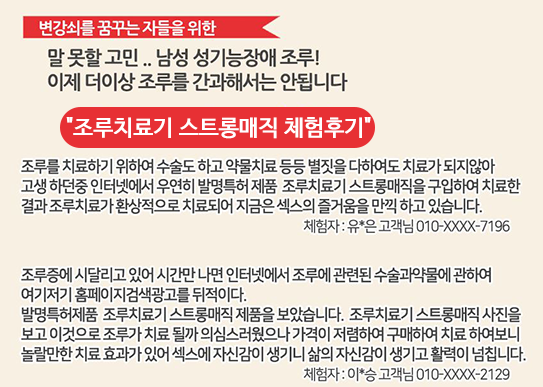 변강쇠를 꿈꾸는 자들을 위한
말 못할 고민 .. 남성 성기능장애 조루!
이제 더이상 조루를 간과해서는 안됩니다
"조루치료기 스트롱매직 체험후기"
조루를 치료하기 위하여 수술도 하고 약물치료 등등 별짓을 다하여도 치료가 되지않아
고생 하던중 인터넷에서 우연히 발명특허 제품 조루치료기 스트롱매직을 구입하여 치료한
결과 조루치료가 환상적으로 치료되어 지금은 섹스의 즐거움을 만끽 하고 있습니다.
체험자 : 유*은 고객님 010-XXXX-7196
조루증에 시달리고 있어 시간만 나면 인터넷에서 조루에 관련된 수술과약물에 관하여
여기저기 홈페이지검색광고를 뒤적이다.
발명특허제품 조루치료기 스트롱매직 제품을 보았습니다. 조루치료기 스트롱매직 사진을
보고 이것으로 조루가 치료 될까 의심스러웠으나 가격이 저렴하여 구매하여 치료 하여보니
놀랄만한 치료 효과가 있어 섹스에 자신감이 생기니 삶의 자신감이 생기고 활력이 넘칩니다.
체험자 : 이*승 고객님 010-XXXX-2129